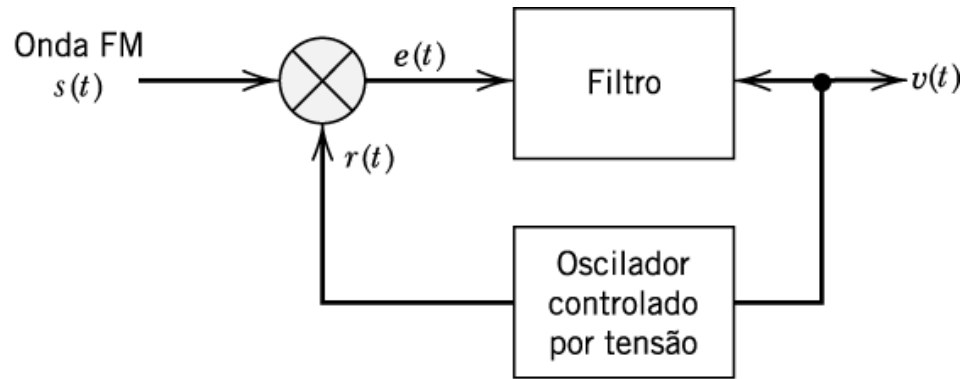 Onda FM
s(t)
e(t)
Filtro
v(t)
r(t)
Oscilador
controlado
por tensão